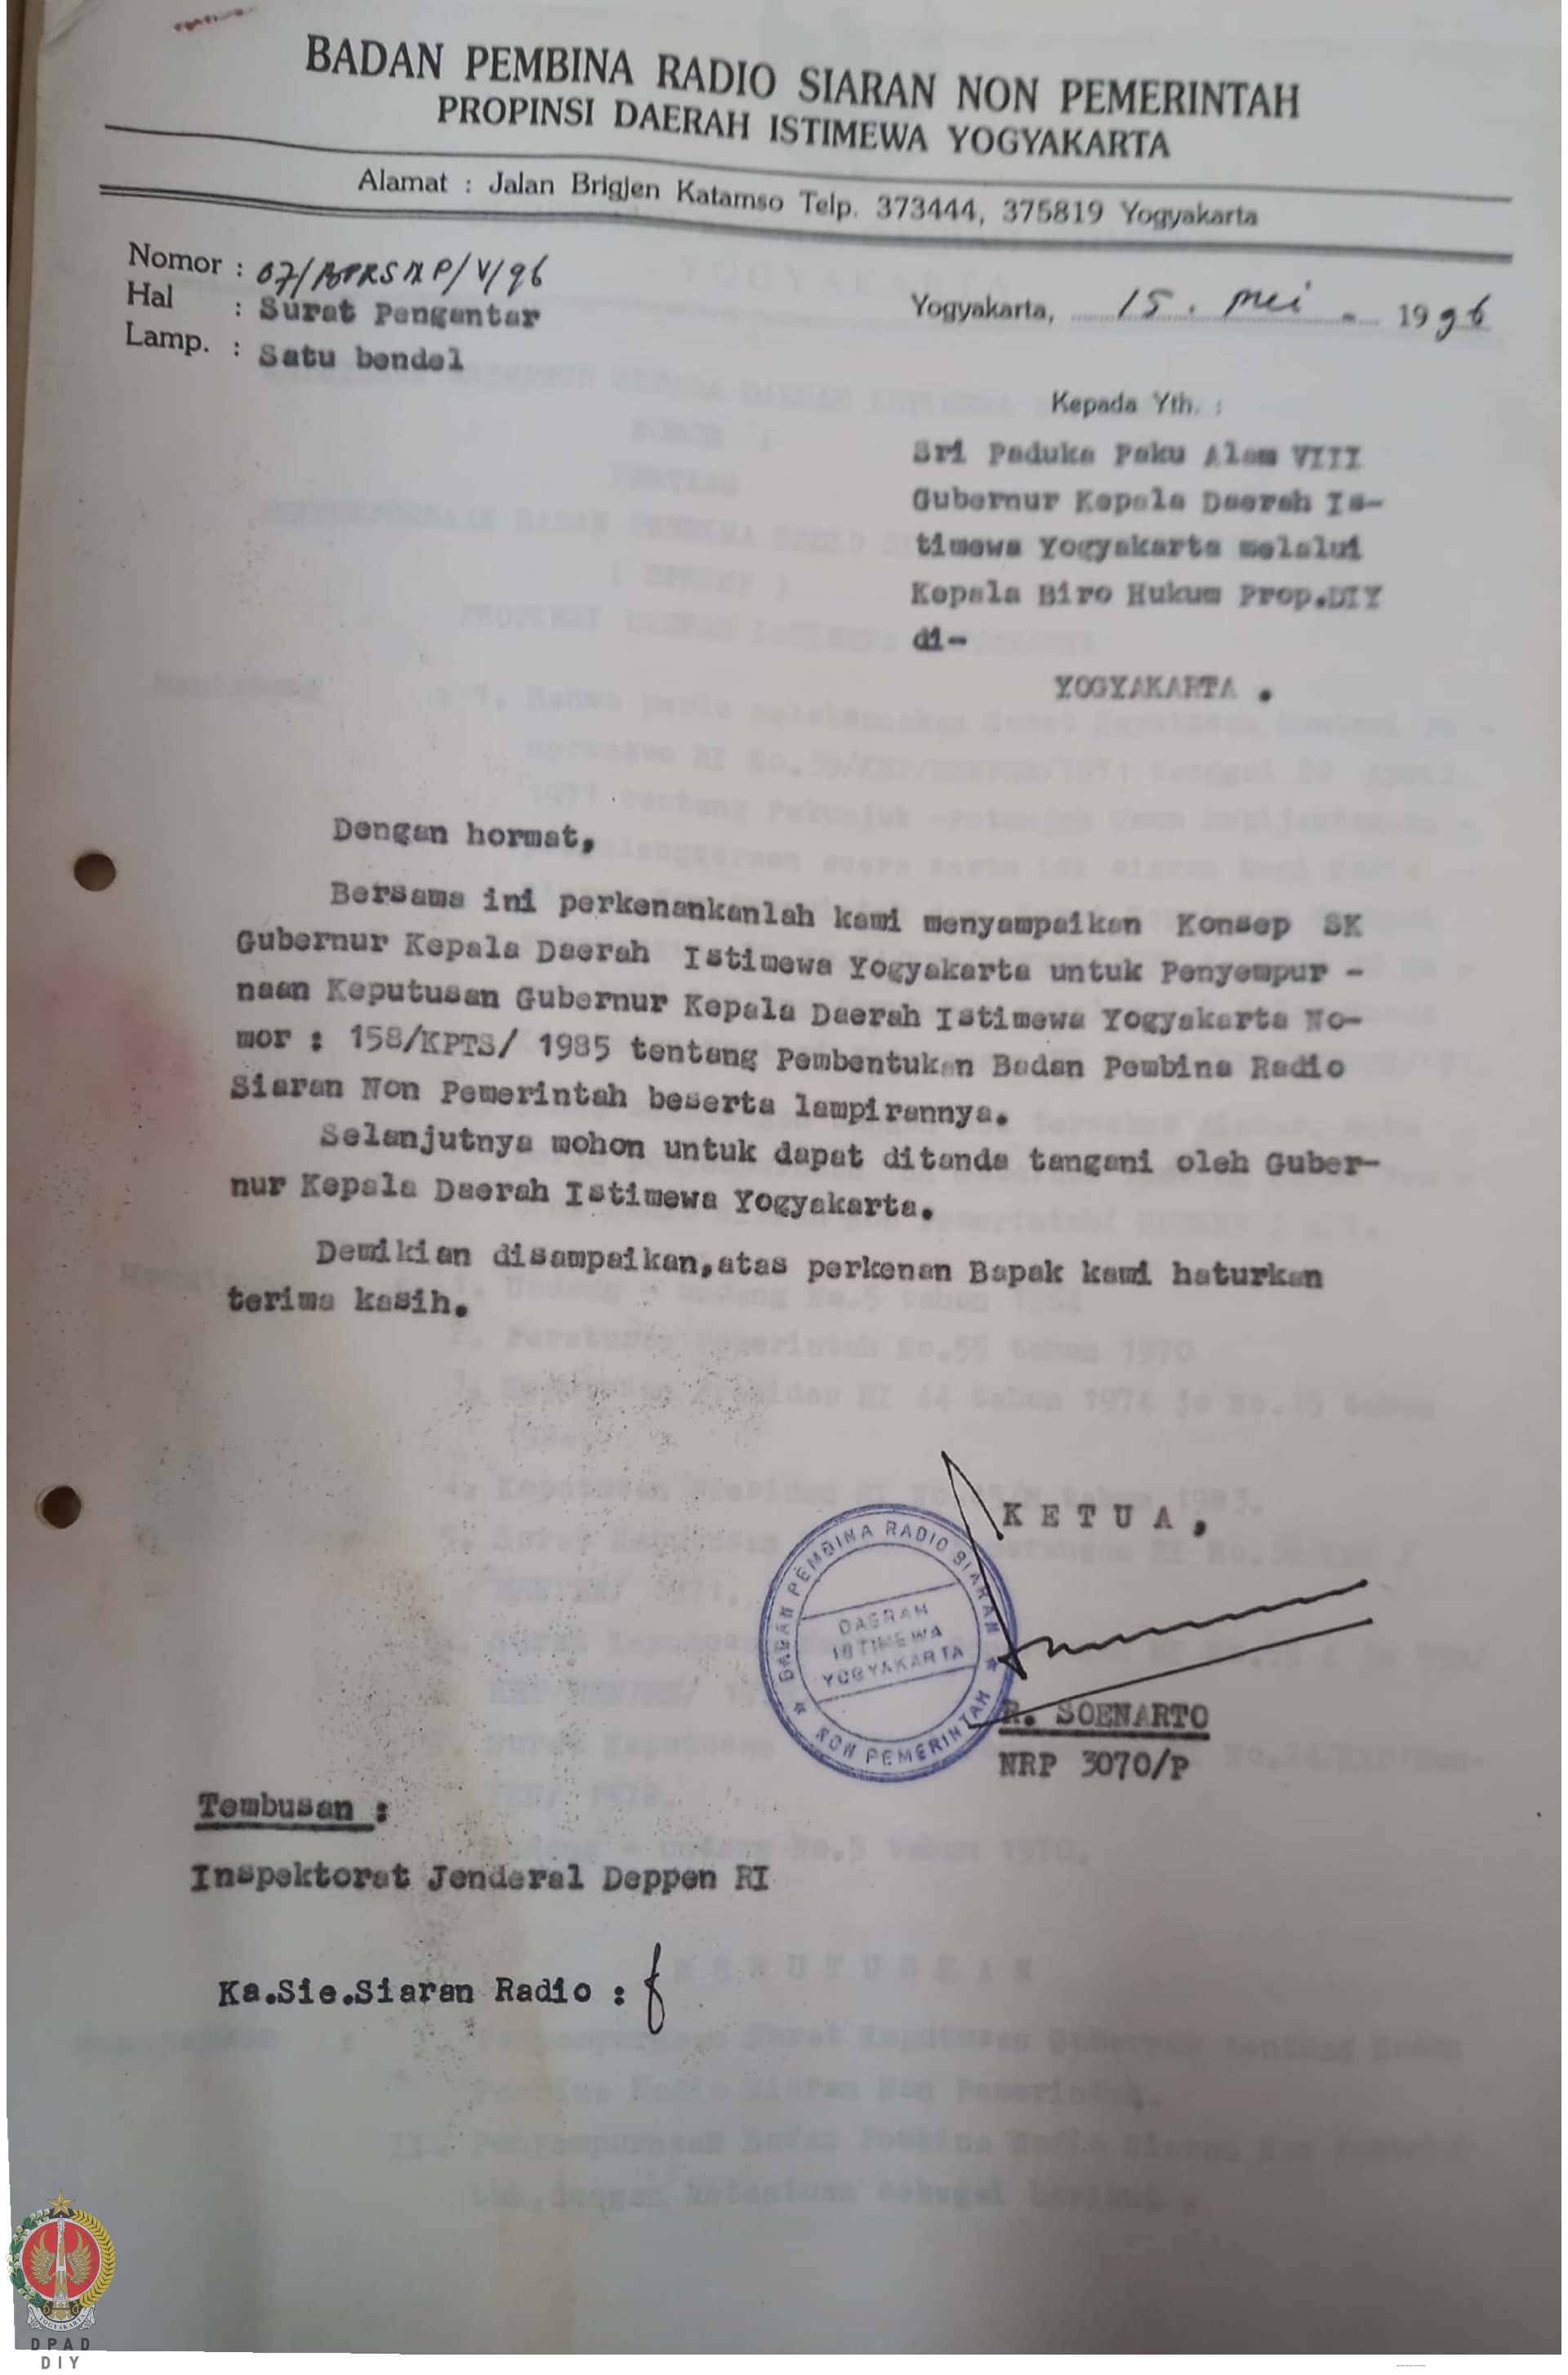 BADAN PEMBINA RADIO SIARAN NON PEMERINTAH
PROPINSI DAERAH ISTIMEWA YOGYAKARTA
Alamat : Jalan Brigjen Katamso Telp. 373444, 375819 Yogyakarta
Nomor : 07/BPRSNP/V/96
Hal : Surat Pengantar
Lamp. : Satu bendel
Yogyakarta, 15. Mei - 1996
Kepada Yth. :
Sri Paduka Paku Alam VIII
Gubernur Kepala Daerah Is-
timewa Yogyakarta melalui
Kepala Biro Hukum Prop.DIY
di-
YOGYAKARTA .
Dengan hormat,
Bersama ini perkenankanlah kami menyampaikan Konsep SK
Gubernur Kepala Daerah Istimewa Yogyakarta untuk Penyempur -
naan Keputusan Gubernur Kepala Daerah Istimewa Yogyakarta No-
mor : 158/KPTS/ 1985 tentang Pembentukan Badan Pembina Radio
Siaran Non Pemerintah beserta lampirannya.
Selanjutnya mohon untuk dapat ditanda tangani oleh Guber-
nur Kepala Daerah Istimewa Yogyakarta.
Demikian disampaikan,atas perkenan Bapak kami haturkan
terima kasih.
K E T U A ,
BADAN PEMBINA RADIO SIARAN
DAERAH
ISTIMEWA
YOGYAKARTA
NON PEMERINTAH
R. SOENARTO
NRP 3070/P
Tembusan :
Inspektorat Jenderal Deppen RI
Ka.Sie.Siaran Radio :
DPAD
DIY